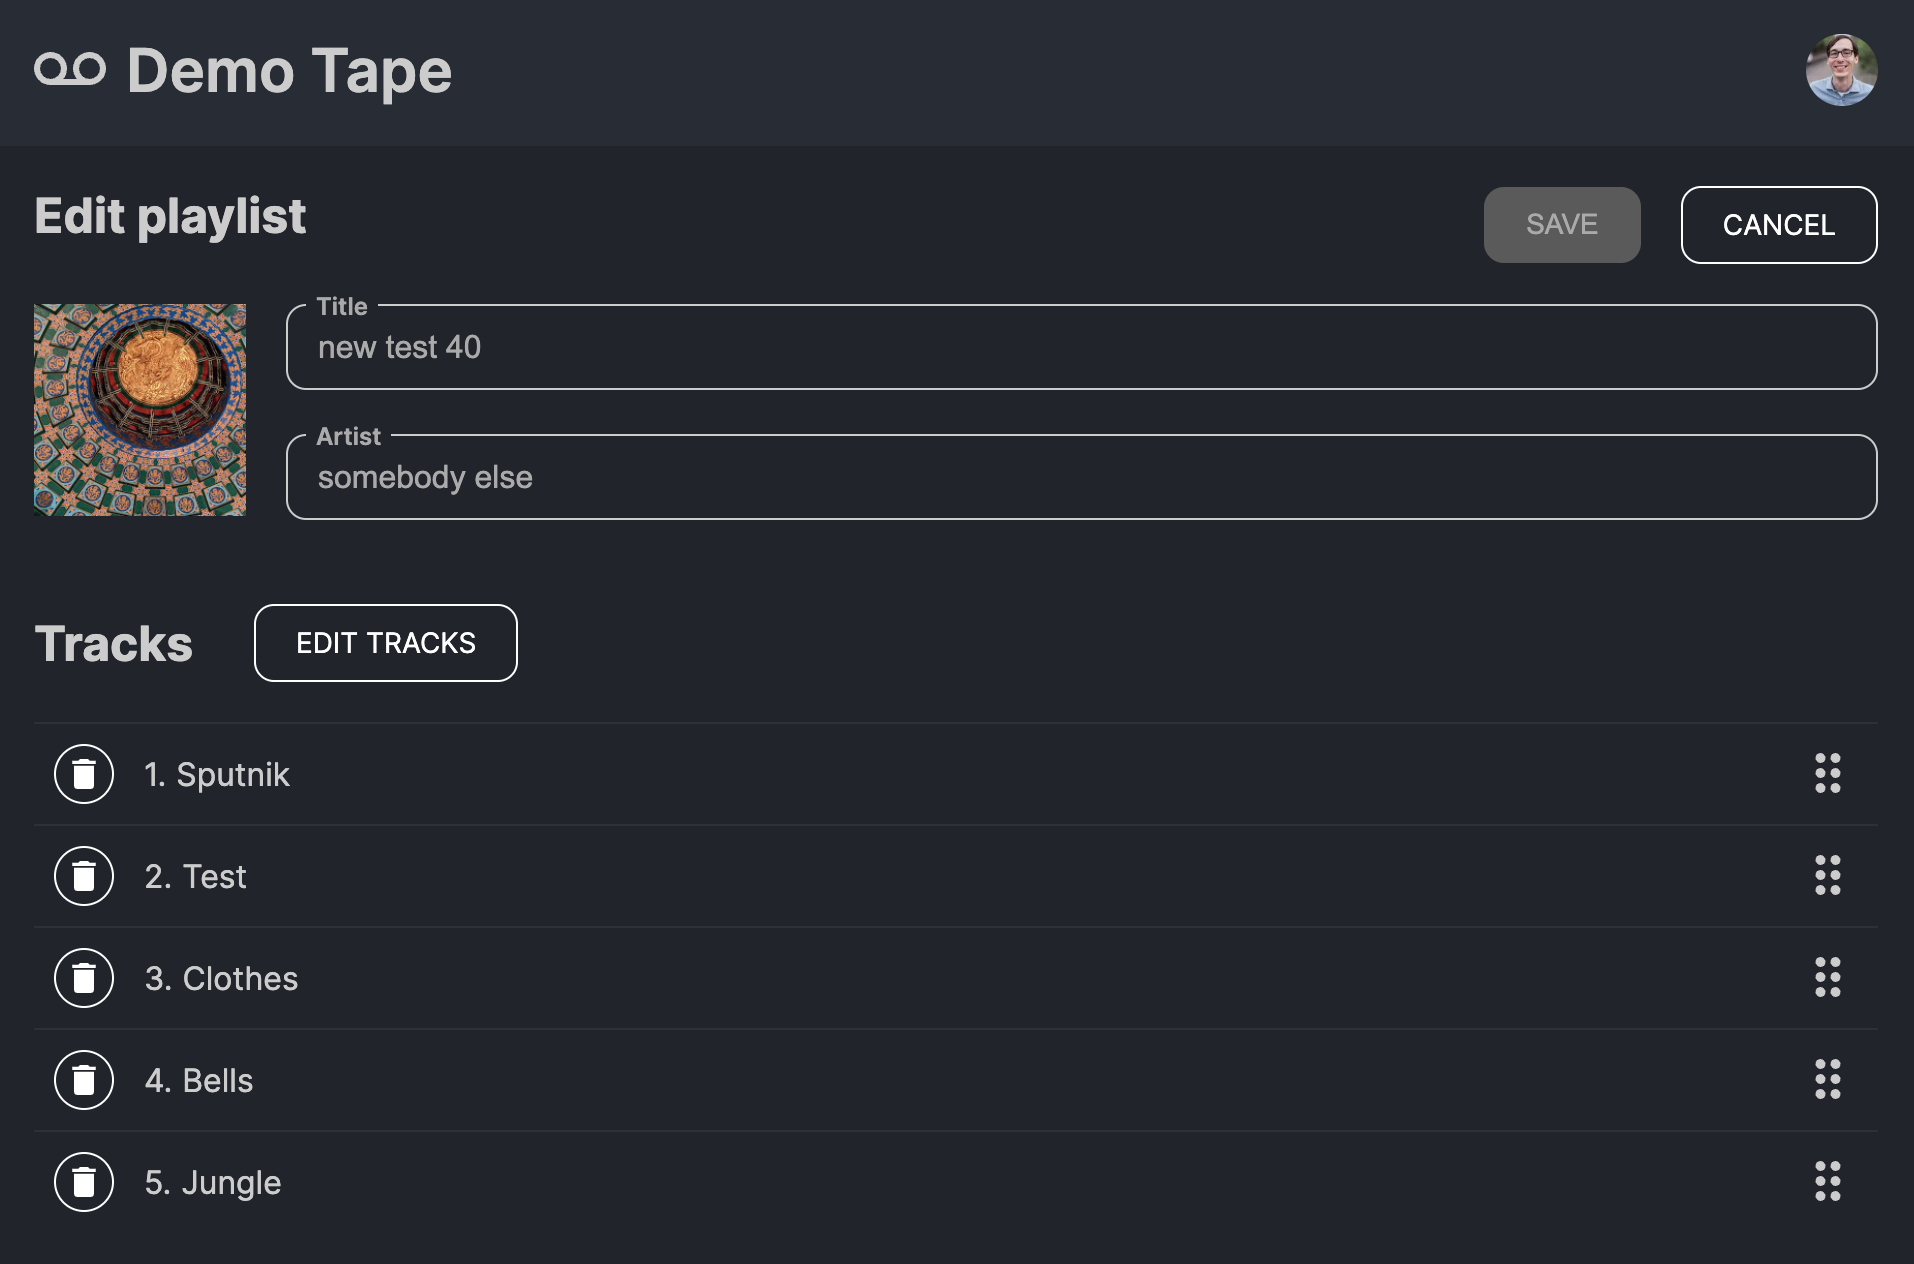 Demo Tape
Edit playlist
SAVE
CANCEL
Title
new test 40
Artist
somebody else
Tracks
EDIT TRACKS
1. Sputnik
2. Test
3. Clothes
4. Bells
5. Jungle